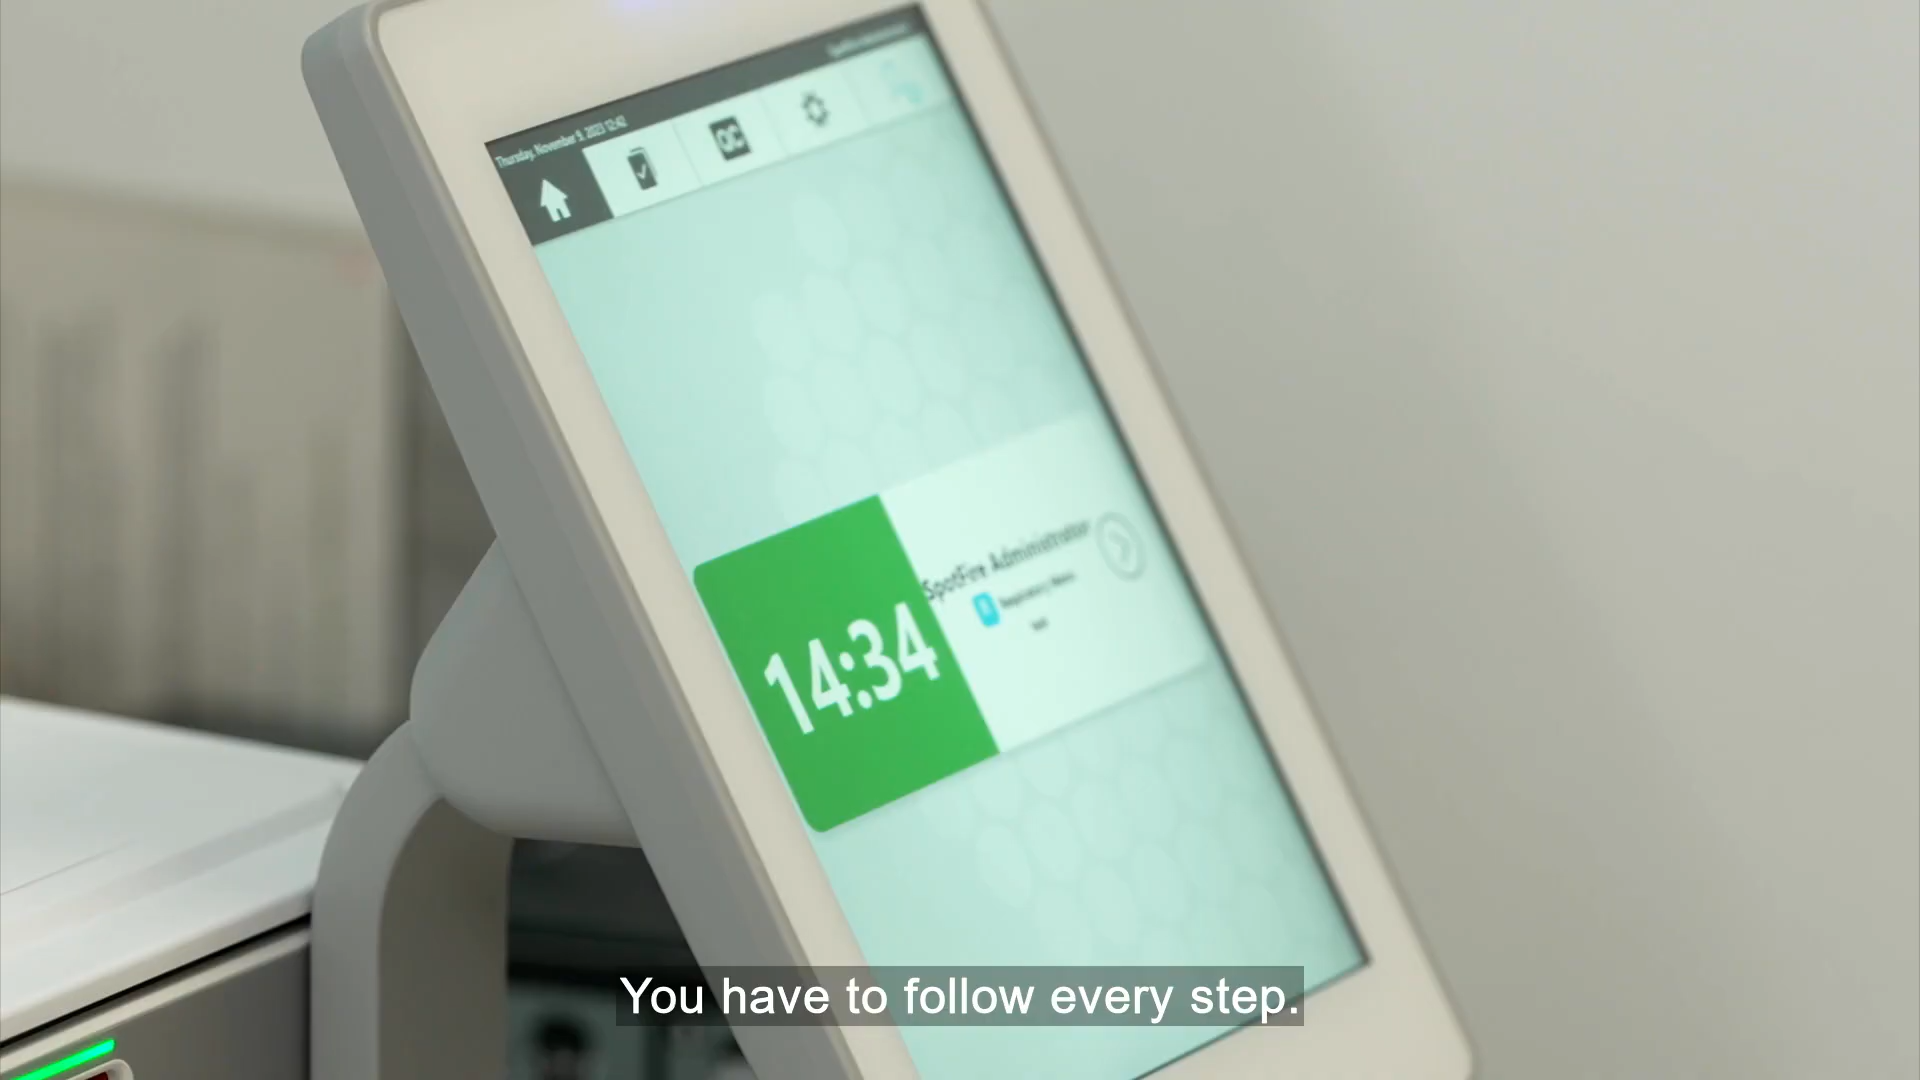 Thursday, November 9, 2023 12:42
QC
14:34
SpotFire Administrator
You have to follow every step.